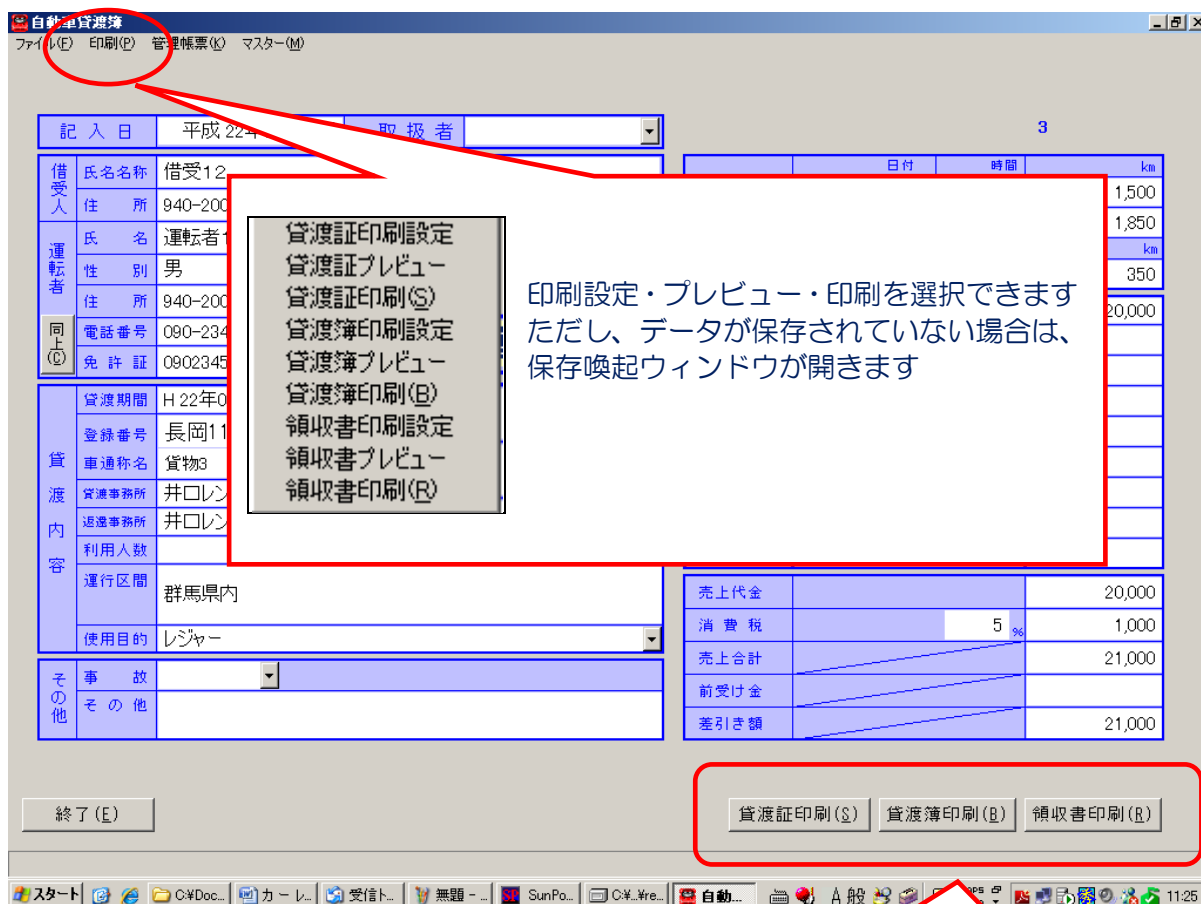 自動車貸渡簿
ファイル(F) 印刷(P) 管理帳票(K) マスター(M)
記入日 平成 22年 取扱者
3
借受人 氏名名称 借受12
住所 940-200
運転者 氏名 運転者1
性別 男
住所 940-200
同上(C) 電話番号 090-234
免許証 0902345
日付 時間 km
1,500
1,850
km
350
20,000
貸渡証印刷設定
貸渡証プレビュー
貸渡証印刷(S)
貸渡簿印刷設定
貸渡簿プレビュー
貸渡簿印刷(B)
領収書印刷設定
領収書プレビュー
領収書印刷(R)
印刷設定・プレビュー・印刷を選択できます
ただし、データが保存されていない場合は、
保存喚起ウィンドウが開きます
貸渡内容 貸渡期間 H 22年0
登録番号 長岡11
車通称名 貨物3
貸渡事務所 井口レン
返還事務所 井口レン
利用人数
運行区間 群馬県内
使用目的 レジャー
その他 事故
その他
売上代金 20,000
消費税 5 % 1,000
売上合計 21,000
前受け金
差引き額 21,000
終了(E) 貸渡証印刷(S) 貸渡簿印刷(B) 領収書印刷(R)
スタート C:¥Doc... カーレ... 受信ト... 無題 - ... SunPo... C:¥...¥re... 自動... A 般 11:25